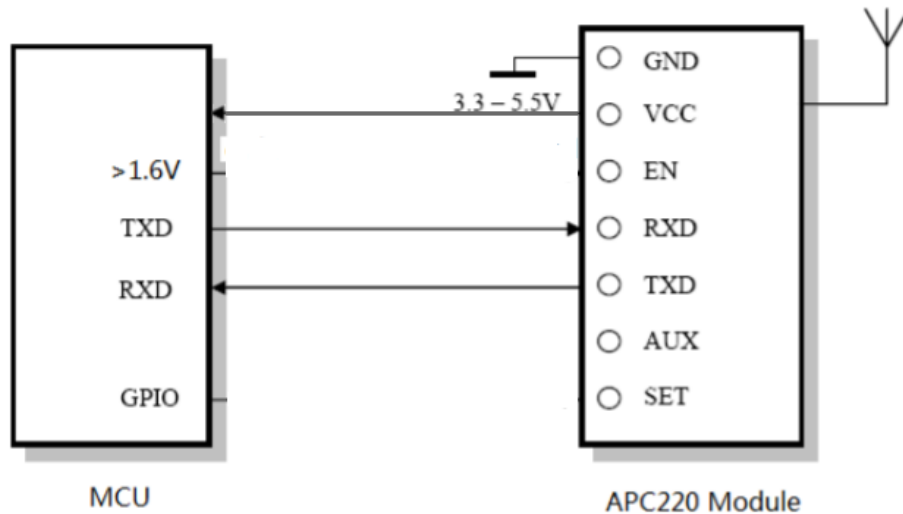 GND
3.3 – 5.5V
VCC
>1.6V
EN
TXD
RXD
RXD
TXD
AUX
GPIO
SET
MCU
APC220 Module